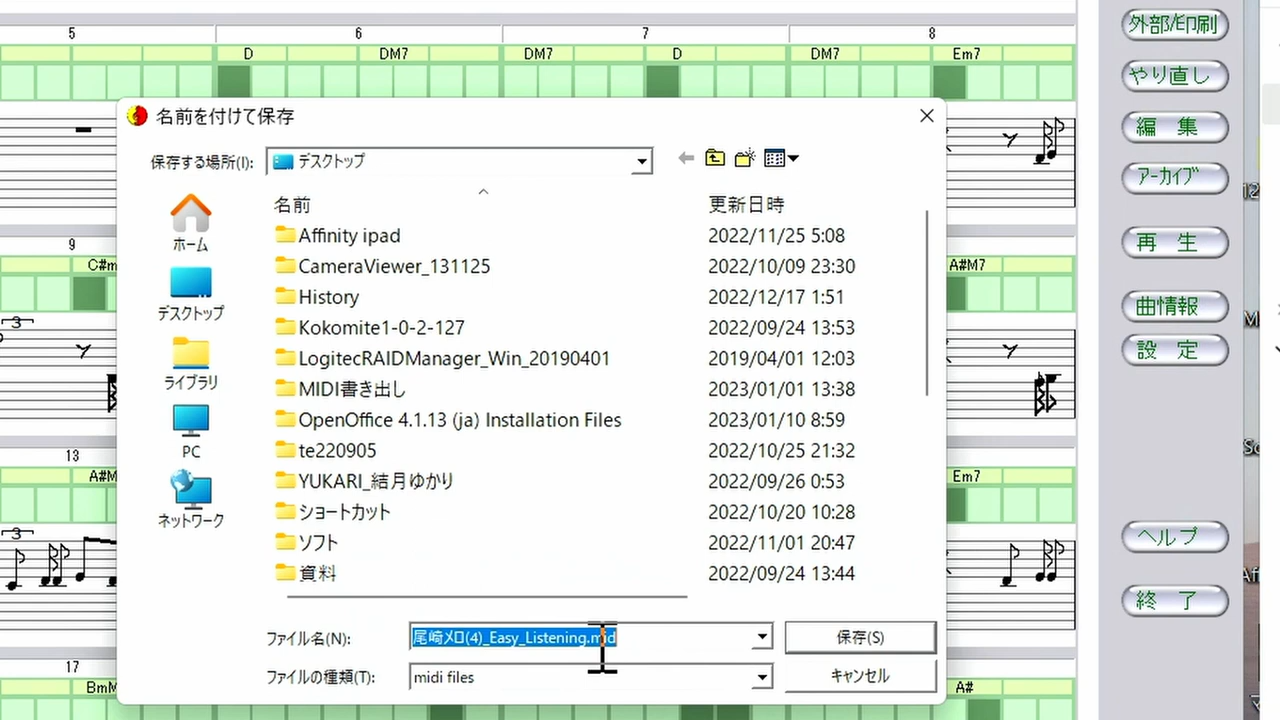 5 6 7 8
D DM7 DM7 D DM7 Em7
名前を付けて保存
保存する場所(I): デスクトップ
名前 更新日時
Affinity ipad 2022/11/25 5:08
CameraViewer_131125 2022/10/09 23:30
History 2022/12/17 1:51
Kokomite1-0-2-127 2022/09/24 13:53
LogitecRAIDManager_Win_20190401 2019/04/01 12:03
MIDI書き出し 2023/01/01 13:38
OpenOffice 4.1.13 (ja) Installation Files 2023/01/10 8:59
te220905 2022/10/25 21:32
YUKARI_結月ゆかり 2022/09/26 0:53
ショートカット 2022/10/20 10:28
ソフト 2022/11/01 20:47
資料 2022/09/24 13:44
ホーム
デスクトップ
ライブラリ
PC
ネットワーク
ファイル名(N): 尾崎メロ(4)_Easy_Listening.mid 保存(S)
ファイルの種類(T): midi files キャンセル
9
C#m A#M7
3
13
A#M Em7
3
17
BmM A#
外部/印刷
やり直し
編 集
アーカイブ
再 生
曲情報
設 定
ヘルプ
終 了